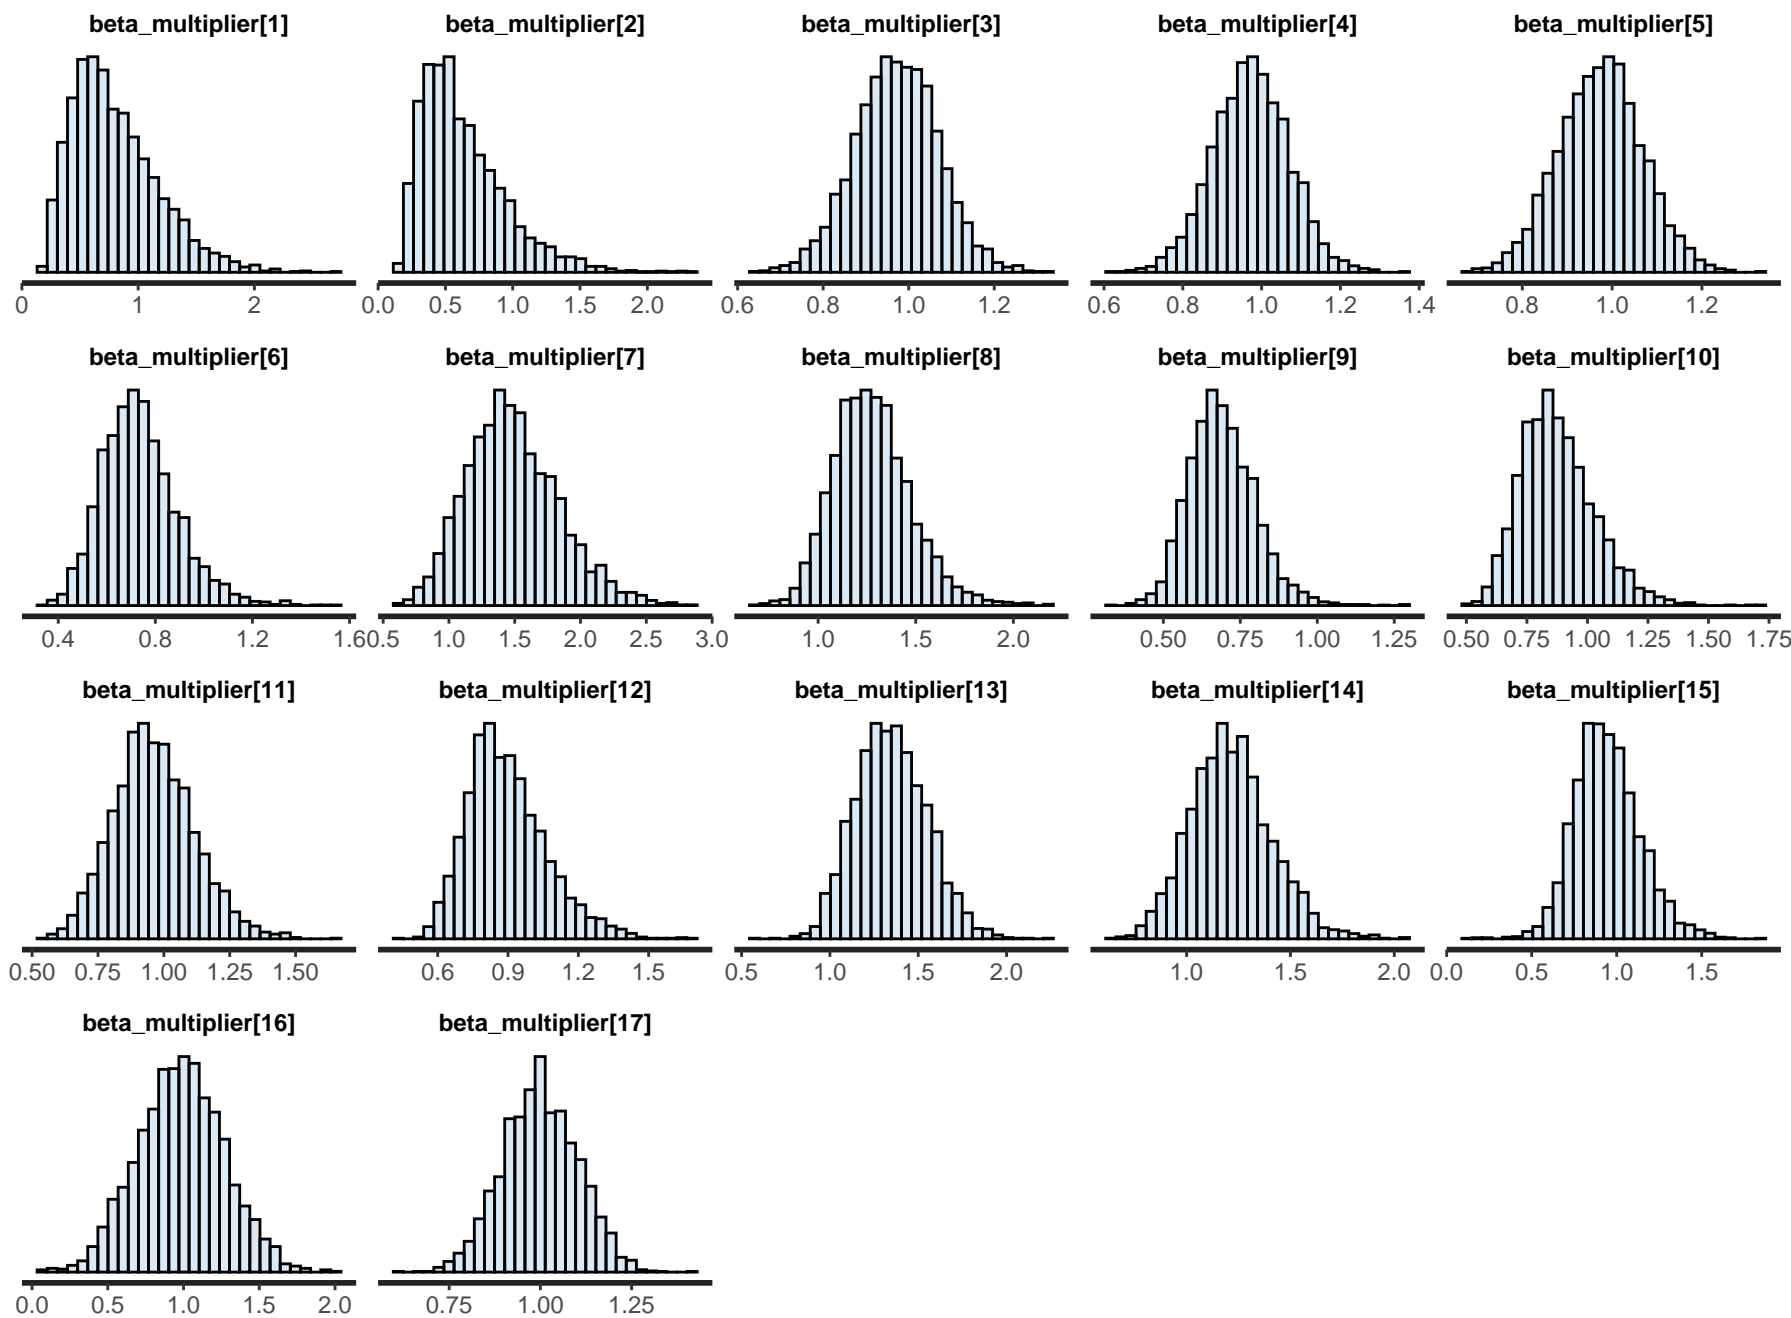 beta_multiplier[1] beta_multiplier[2] beta_multiplier[3] beta_multiplier[4] beta_multiplier[5]
0 1 2 0.0 0.5 1.0 1.5 2.0 0.6 0.8 1.0 1.2 0.6 0.8 1.0 1.2 1.4 0.8 1.0 1.2
beta_multiplier[6] beta_multiplier[7] beta_multiplier[8] beta_multiplier[9] beta_multiplier[10]
0.4 0.8 1.2 1.6 0.5 1.0 1.5 2.0 2.5 3.0 1.0 1.5 2.0 0.50 0.75 1.00 1.25 0.50 0.75 1.00 1.25 1.50 1.75
beta_multiplier[11] beta_multiplier[12] beta_multiplier[13] beta_multiplier[14] beta_multiplier[15]
0.50 0.75 1.00 1.25 1.50 0.6 0.9 1.2 1.5 0.5 1.0 1.5 2.0 1.0 1.5 2.0 0.0 0.5 1.0 1.5
beta_multiplier[16] beta_multiplier[17]
0.0 0.5 1.0 1.5 2.0 0.75 1.00 1.25